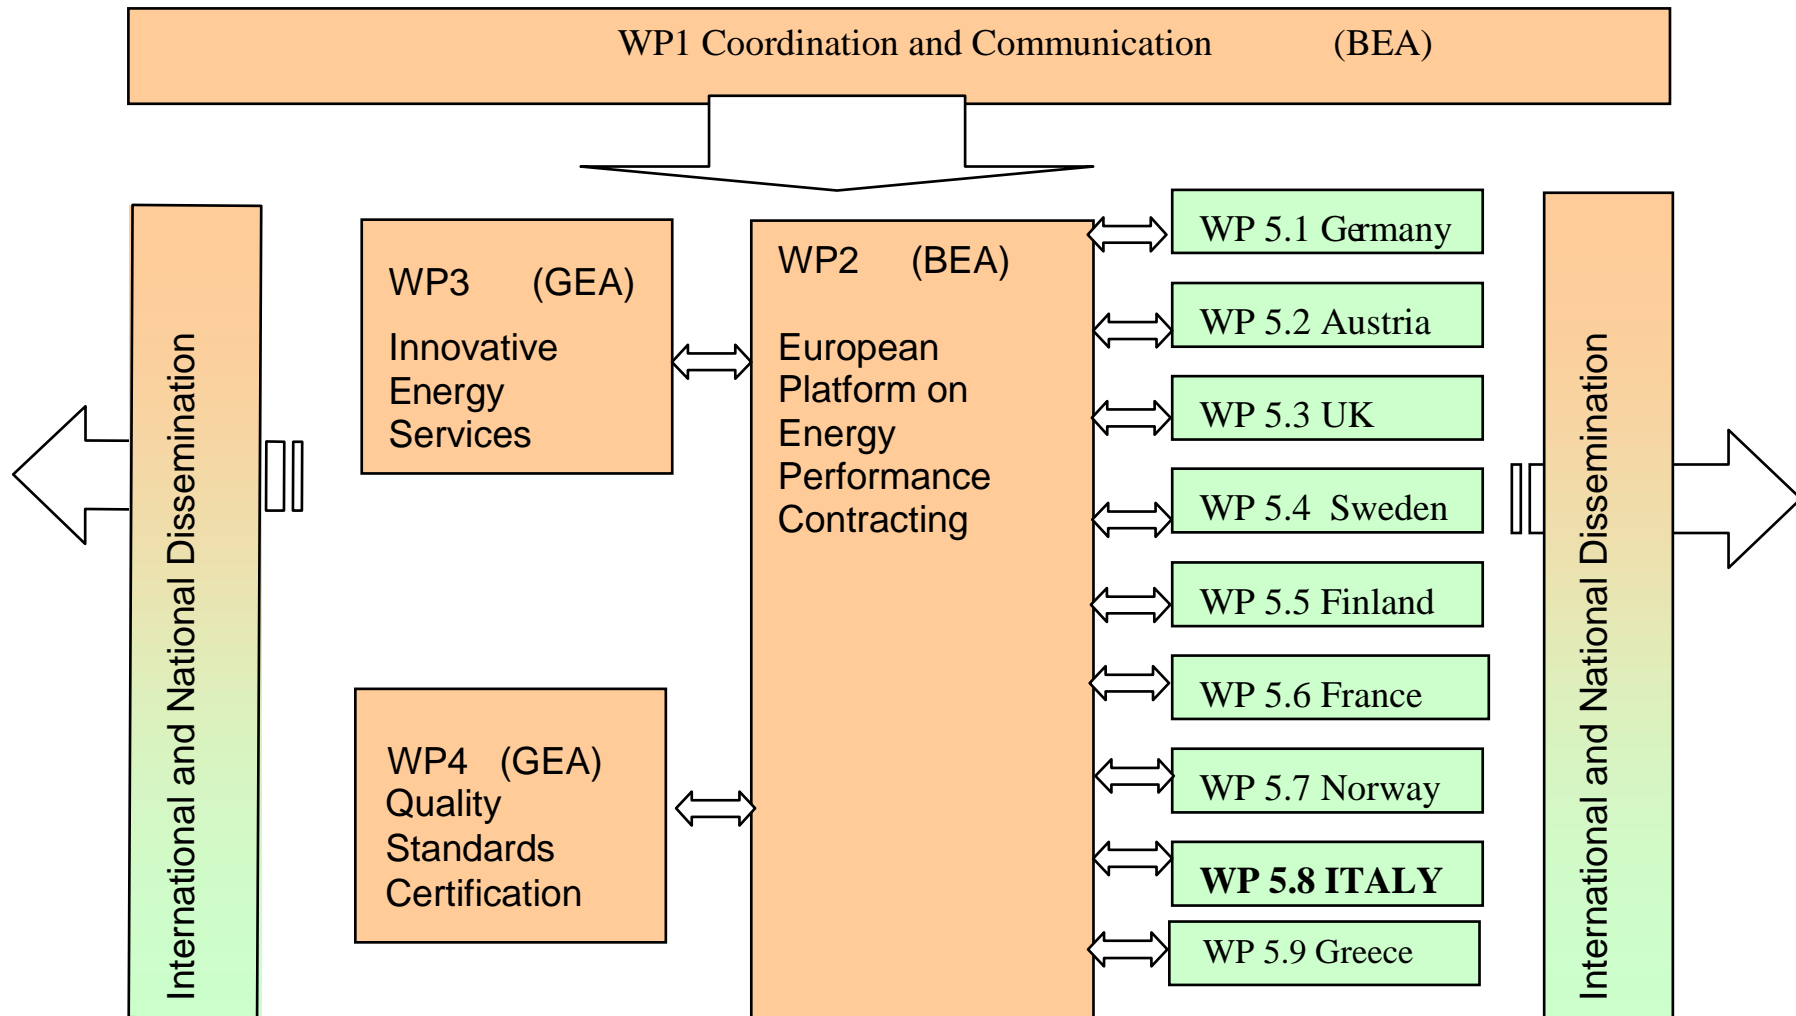 WP1 Coordination and Communication (BEA)
International and National Dissemination
WP3 (GEA)
Innovative
Energy
Services
WP4 (GEA)
Quality
Standards
Certification
WP2 (BEA)
European
Platform on
Energy
Performance
Contracting
WP 5.1 Germany
WP 5.2 Austria
WP 5.3 UK
WP 5.4 Sweden
WP 5.5 Finland
WP 5.6 France
WP 5.7 Norway
WP 5.8 ITALY
WP 5.9 Greece
International and National Dissemination